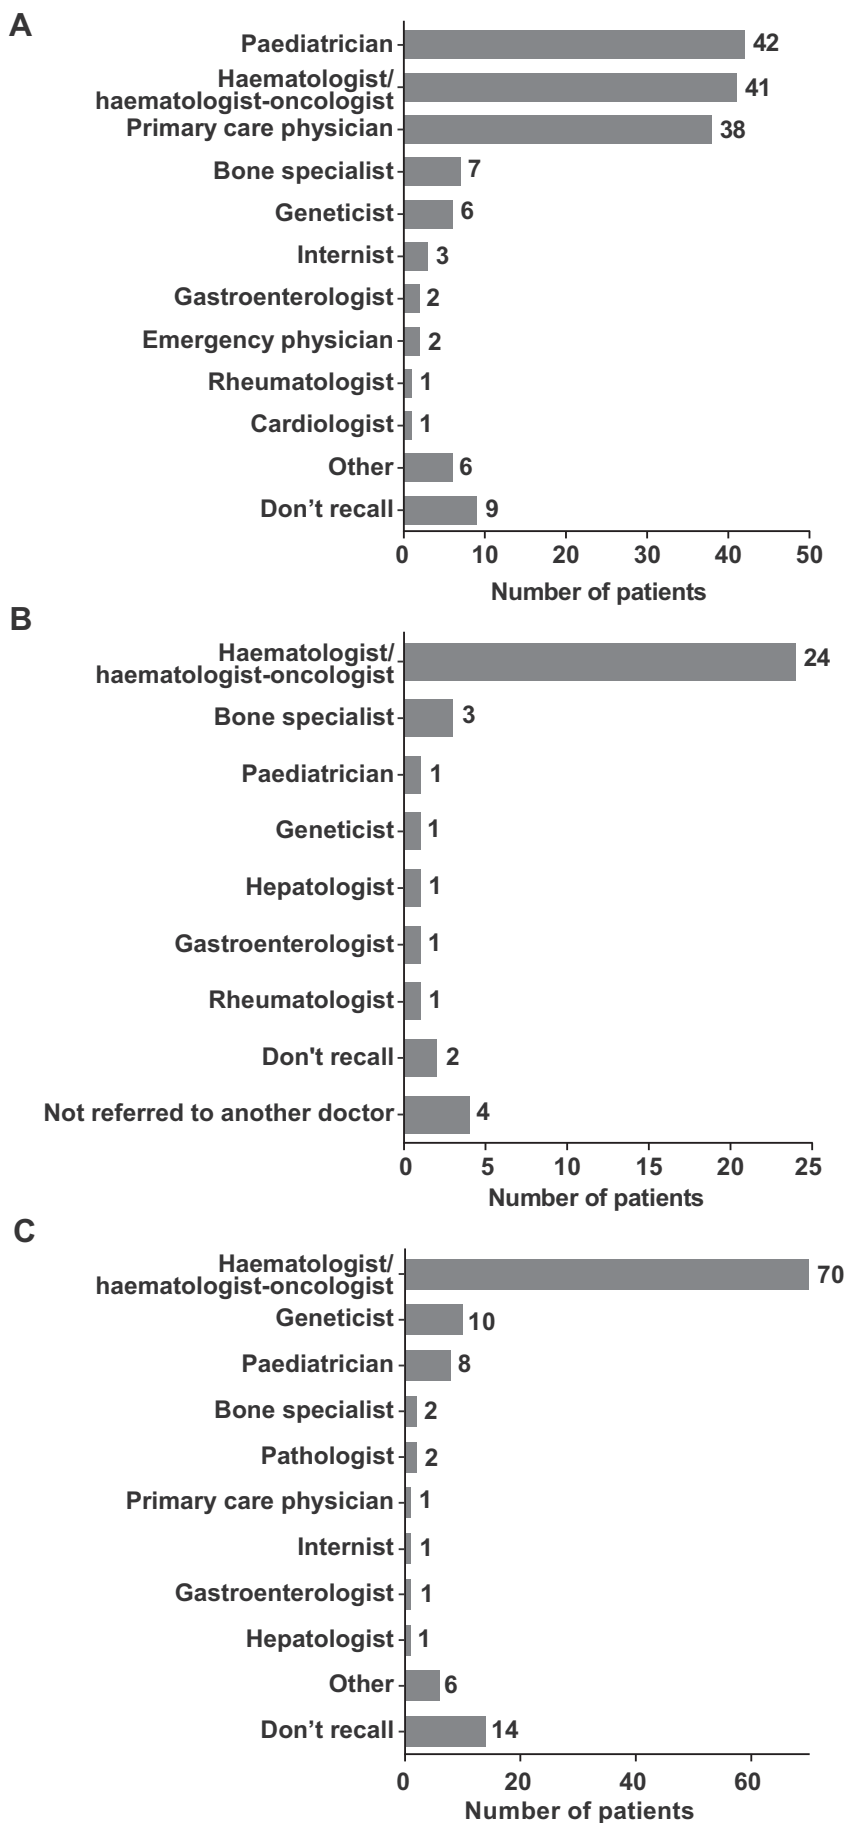 A
Paediatrician 42
Haematologist/
haematologist-oncologist 41
Primary care physician 38
Bone specialist 7
Geneticist 6
Internist 3
Gastroenterologist 2
Emergency physician 2
Rheumatologist 1
Cardiologist 1
Other 6
Don’t recall 9
0 10 20 30 40 50
Number of patients
B
Haematologist/
haematologist-oncologist 24
Bone specialist 3
Paediatrician 1
Geneticist 1
Hepatologist 1
Gastroenterologist 1
Rheumatologist 1
Don't recall 2
Not referred to another doctor 4
0 5 10 15 20 25
Number of patients
C
Haematologist/
haematologist-oncologist 70
Geneticist 10
Paediatrician 8
Bone specialist 2
Pathologist 2
Primary care physician 1
Internist 1
Gastroenterologist 1
Hepatologist 1
Other 6
Don’t recall 14
0 20 40 60
Number of patients